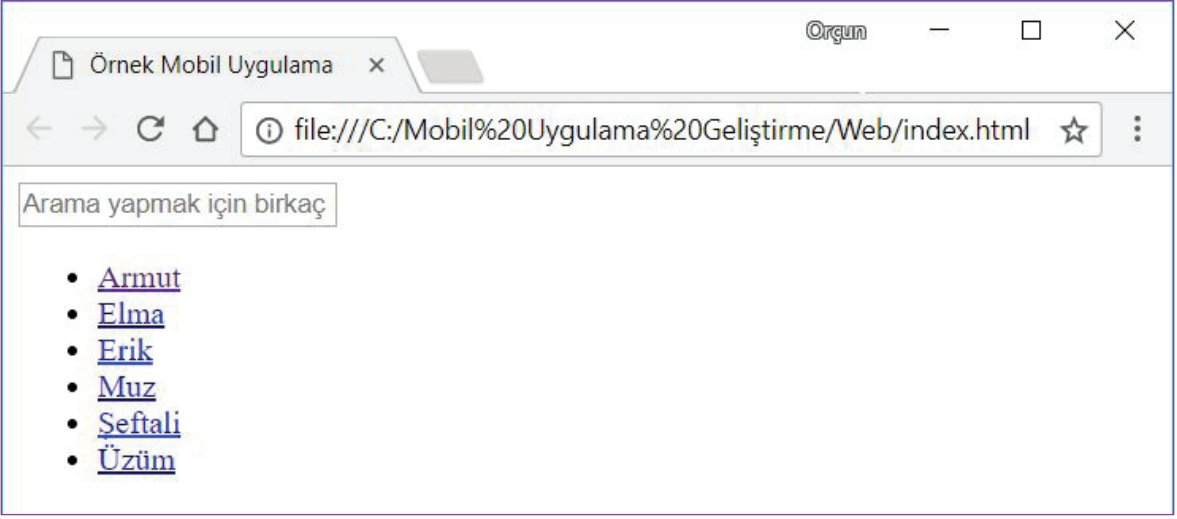 Orçun
Örnek Mobil Uygulama
file:///C:/Mobil%20Uygulama%20Geliştirme/Web/index.html
Arama yapmak için birkaç
Armut
Elma
Erik
Muz
Şeftali
Üzüm